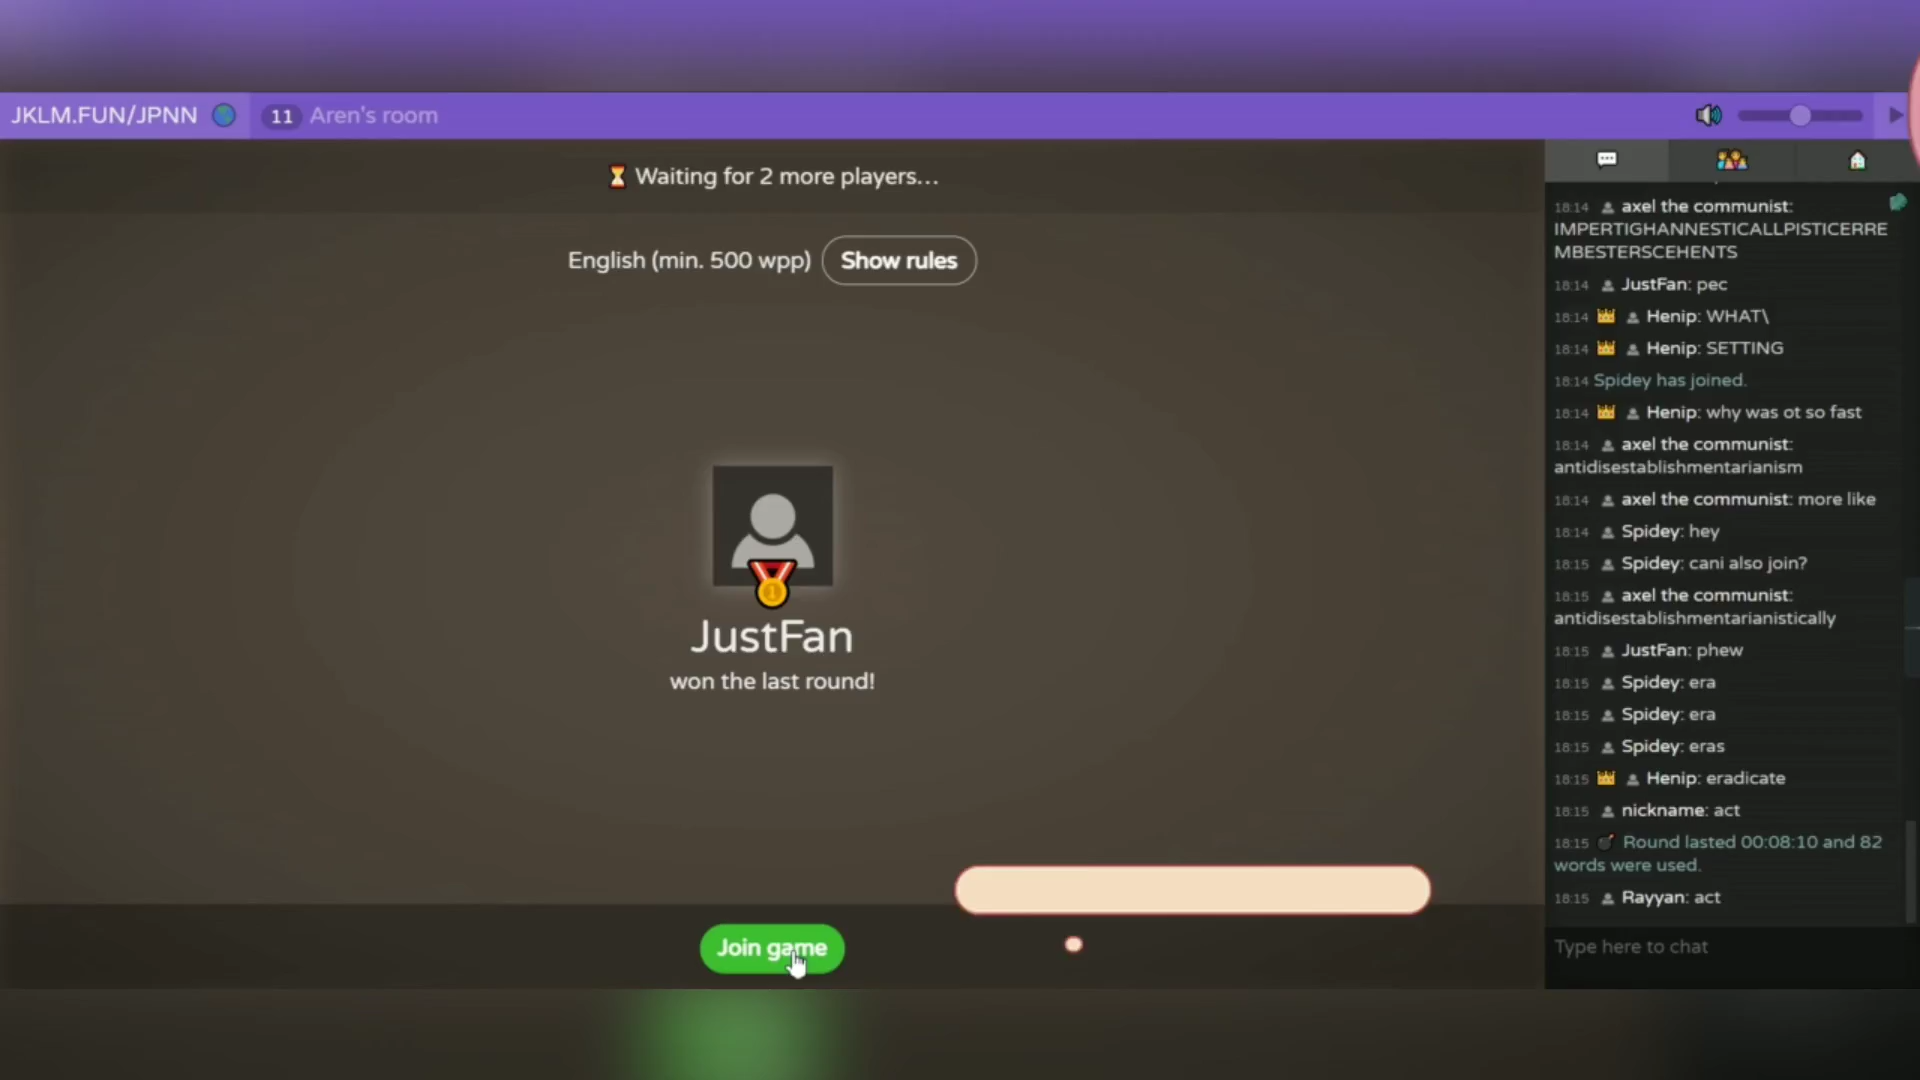 JKLM.FUN/JPNN
11 Aren's room
Waiting for 2 more players...
English (min. 500 wpp) Show rules
1
JustFan
won the last round!
Join game
18:14 axel the communist:
IMPERTIGHANNESTICALLPISTICERRE
MBESTERSCEHENTS
18:14 JustFan: pec
18:14 Henip: WHAT\
18:14 Henip: SETTING
18:14 Spidey has joined.
18:14 Henip: why was ot so fast
18:14 axel the communist:
antidisestablishmentarianism
18:14 axel the communist: more like
18:14 Spidey: hey
18:15 Spidey: cani also join?
18:15 axel the communist:
antidisestablishmentarianistically
18:15 JustFan: phew
18:15 Spidey: era
18:15 Spidey: era
18:15 Spidey: eras
18:15 Henip: eradicate
18:15 nickname: act
18:15 Round lasted 00:08:10 and 82
words were used.
18:15 Rayyan: act
Type here to chat